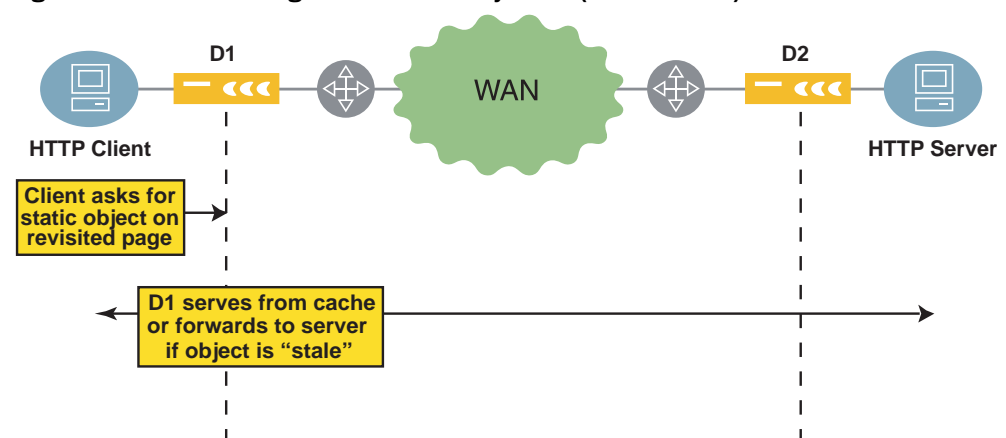 D1
D2
WAN
HTTP Client
HTTP Server
Client asks for
static object on
revisited page
D1 serves from cache
or forwards to server
if object is “stale”